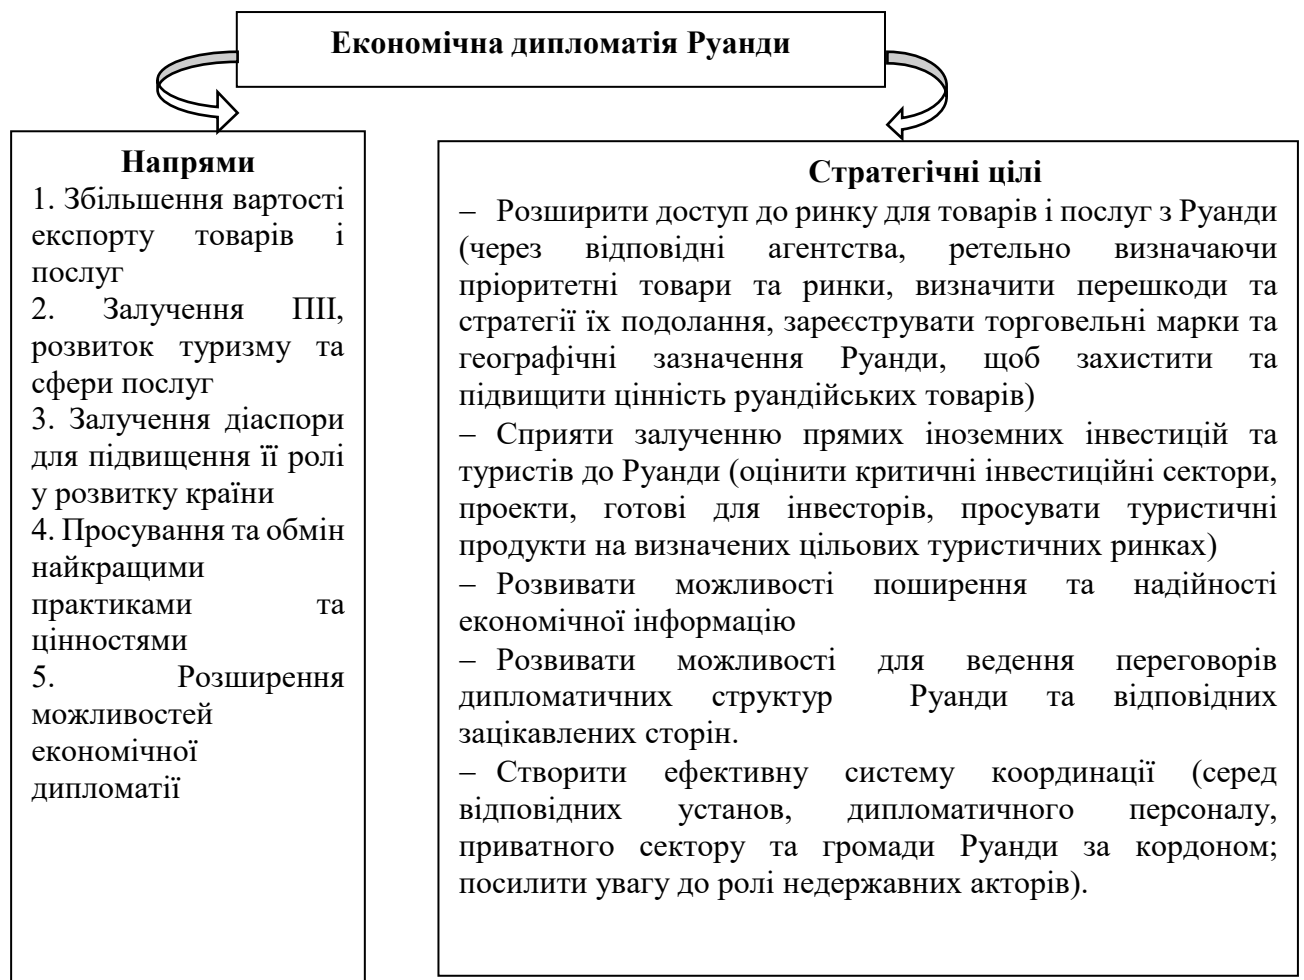 Економічна дипломатія Руанди
Напрями
1. Збільшення вартості
експорту товарів і
послуг
2. Залучення ПІІ,
розвиток туризму та
сфери послуг
3. Залучення діаспори
для підвищення її ролі
у розвитку країни
4. Просування та обмін
найкращими
практиками та
цінностями
5. Розширення
можливостей
економічної
дипломатії
Стратегічні цілі
− Розширити доступ до ринку для товарів і послуг з Руанди
(через відповідні агентства, ретельно визначаючи
пріоритетні товари та ринки, визначити перешкоди та
стратегії їх подолання, зареєструвати торговельні марки та
географічні зазначення Руанди, щоб захистити та
підвищити цінність руандійських товарів)
− Сприяти залученню прямих іноземних інвестицій та
туристів до Руанди (оцінити критичні інвестиційні сектори,
проекти, готові для інвесторів, просувати туристичні
продукти на визначених цільових туристичних ринках)
− Розвивати можливості поширення та надійності
економічної інформацію
− Розвивати можливості для ведення переговорів
дипломатичних структур Руанди та відповідних
зацікавлених сторін.
− Створити ефективну систему координації (серед
відповідних установ, дипломатичного персоналу,
приватного сектору та громади Руанди за кордоном;
посилити увагу до ролі недержавних акторів).